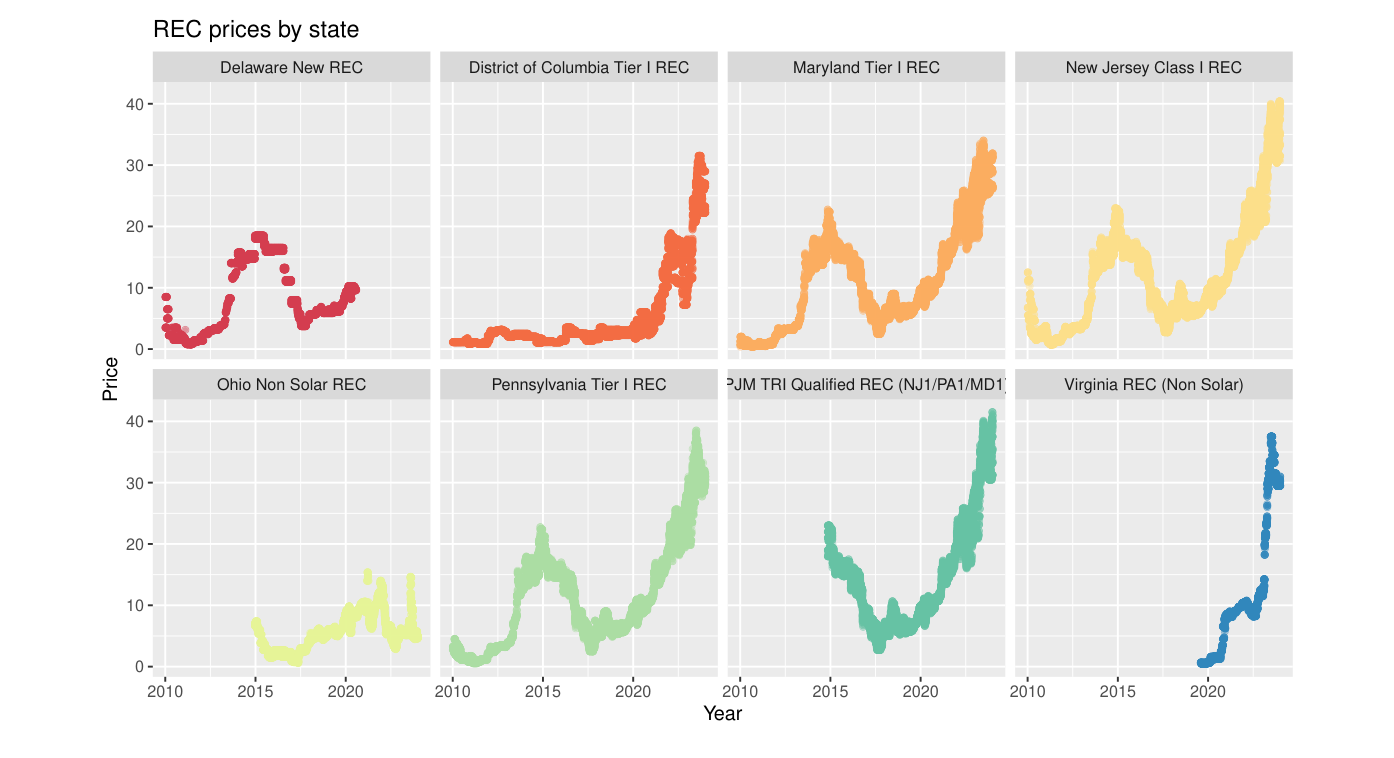 REC prices by state
Delaware New REC
District of Columbia Tier I REC
Maryland Tier I REC
New Jersey Class I REC
40
30
20
10
0
Price
Ohio Non Solar REC
Pennsylvania Tier I REC
PJM TRI Qualified REC (NJ1/PA1/MD1)
Virginia REC (Non Solar)
40
30
20
10
0
2010 2015 2020
2010 2015 2020
2010 2015 2020
2010 2015 2020
Year